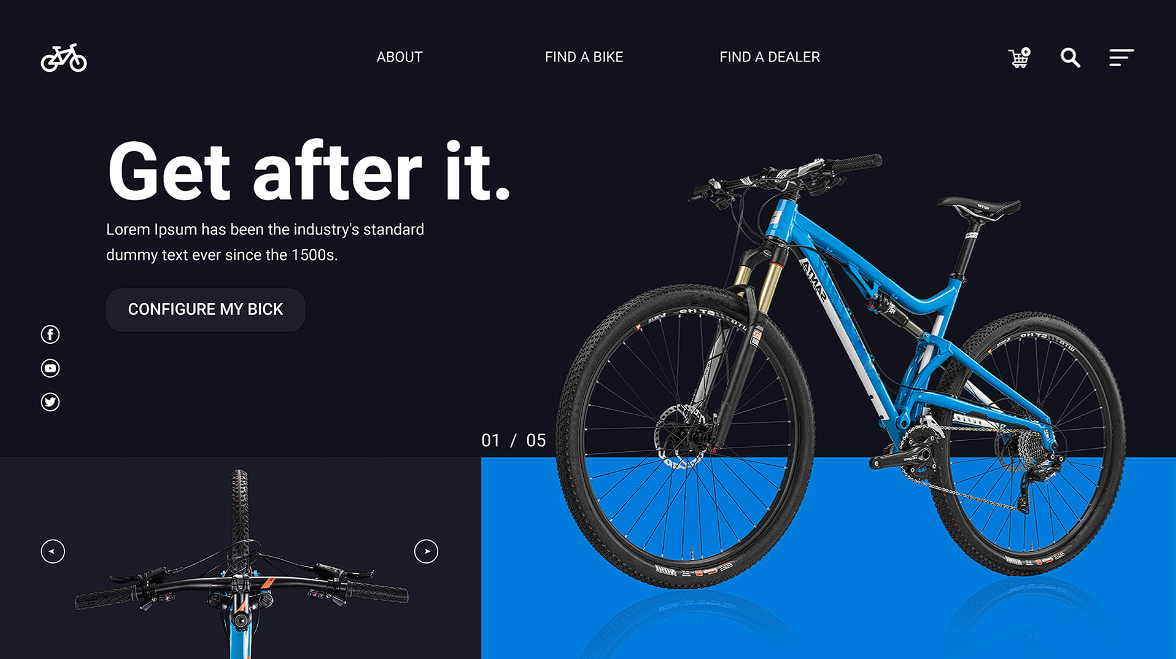 ABOUT
FIND A BIKE
FIND A DEALER
Get after it.
Lorem Ipsum has been the industry's standard
dummy text ever since the 1500s.
CONFIGURE MY BICK
01 / 05